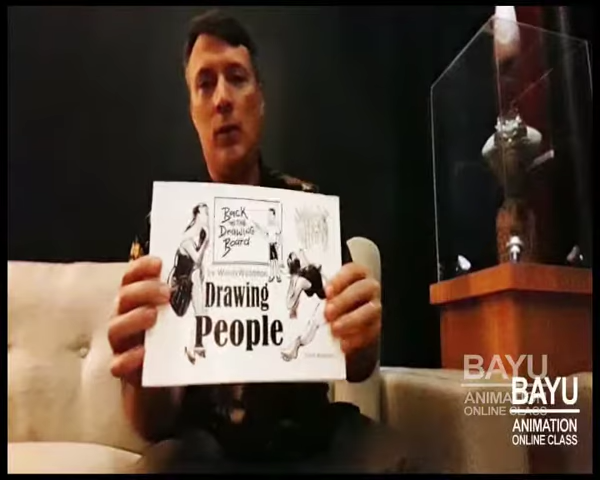 Back
to the
Drawing
Board
Drawing
People
BAYU
ANIMATION
ONLINE CLASS
BAYU
ANIMATION
ONLINE CLASS